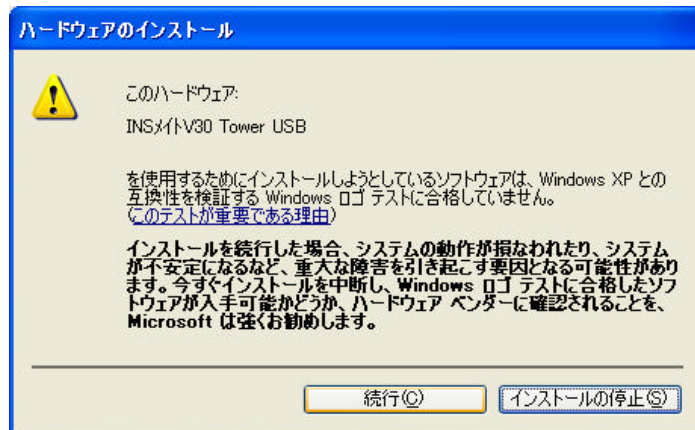 ハードウェアのインストール
このハードウェア:
INSメイトV30 Tower USB
を使用するためにインストールしようとしているソフトウェアは、Windows XP との
互換性を検証する Windows ロゴ テストに合格していません。
(このテストが重要である理由)
インストールを続行した場合、システムの動作が損なわれたり、システム
が不安定になるなど、重大な障害を引き起こす要因となる可能性があり
ます。今すぐインストールを中断し、Windows ロゴ テストに合格したソフ
トウェアが入手可能かどうか、ハードウェア ベンダーに確認されることを、
Microsoft は強くお勧めします。
続行(C) インストールの停止(S)